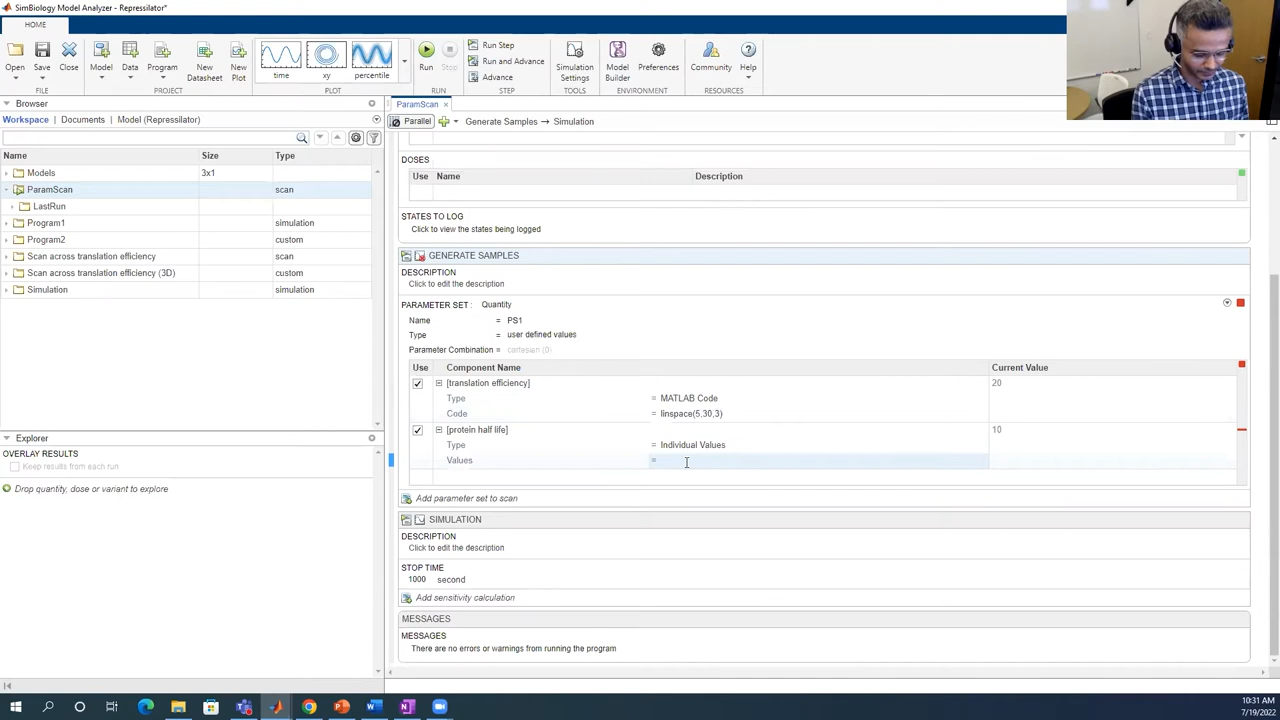 SimBiology Model Analyzer - Repressilator*
HOME
Open
Save
Close
Model
Data
Program
New Datasheet
New Plot
time
xy
percentile
Run
Stop
Run Step
Run and Advance
Advance
Simulation Settings
Model Builder
Preferences
Community
Help
FILE
PROJECT
PLOT
RUN
STEP
TOOLS
ENVIRONMENT
RESOURCES
Browser
Workspace Documents Model (Repressilator)
Name Size Type
Models 3x1
ParamScan scan
LastRun
Program1 simulation
Program2 custom
Scan across translation efficiency scan
Scan across translation efficiency (3D) custom
Simulation simulation
Explorer
OVERLAY RESULTS
Keep results from each run
Drop quantity, dose or variant to explore
ParamScan ×
Parallel Generate Samples → Simulation
DOSES
Use Name Description
STATES TO LOG
Click to view the states being logged
GENERATE SAMPLES
DESCRIPTION
Click to edit the description
PARAMETER SET : Quantity
Name = PS1
Type = user defined values
Parameter Combination = cartesian (0)
Use Component Name Current Value
[translation efficiency] 20
Type = MATLAB Code
Code = linspace(5,30,3)
[protein half life] 10
Type = Individual Values
Values =
Add parameter set to scan
SIMULATION
DESCRIPTION
Click to edit the description
STOP TIME
1000 second
Add sensitivity calculation
MESSAGES
MESSAGES
There are no errors or warnings from running the program
10:31 AM
7/19/2022